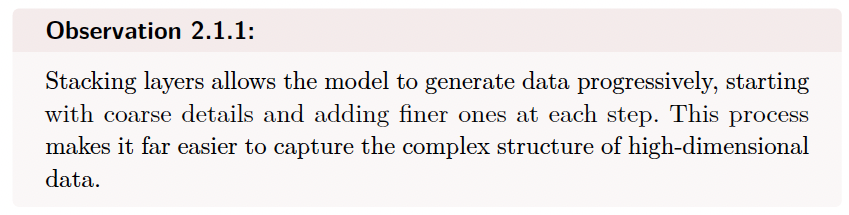 Observation 2.1.1:
Stacking layers allows the model to generate data progressively, starting
with coarse details and adding finer ones at each step. This process
makes it far easier to capture the complex structure of high-dimensional
data.